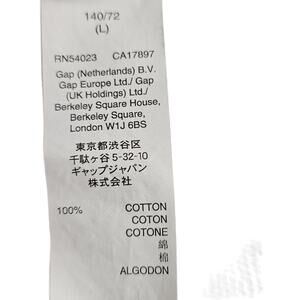 140/72
(L)
RN54023 CA17897
Gap (Netherlands) B.V.
Gap Europe Ltd./ Gap
(UK Holdings) Ltd./
Berkeley Square House,
Berkeley Square,
London W1J 6BS
東京都渋谷区
千駄ヶ谷5-32-10
ギャップジャパン
株式会社
100% COTTON
COTON
COTONE
綿
棉
ALGODON